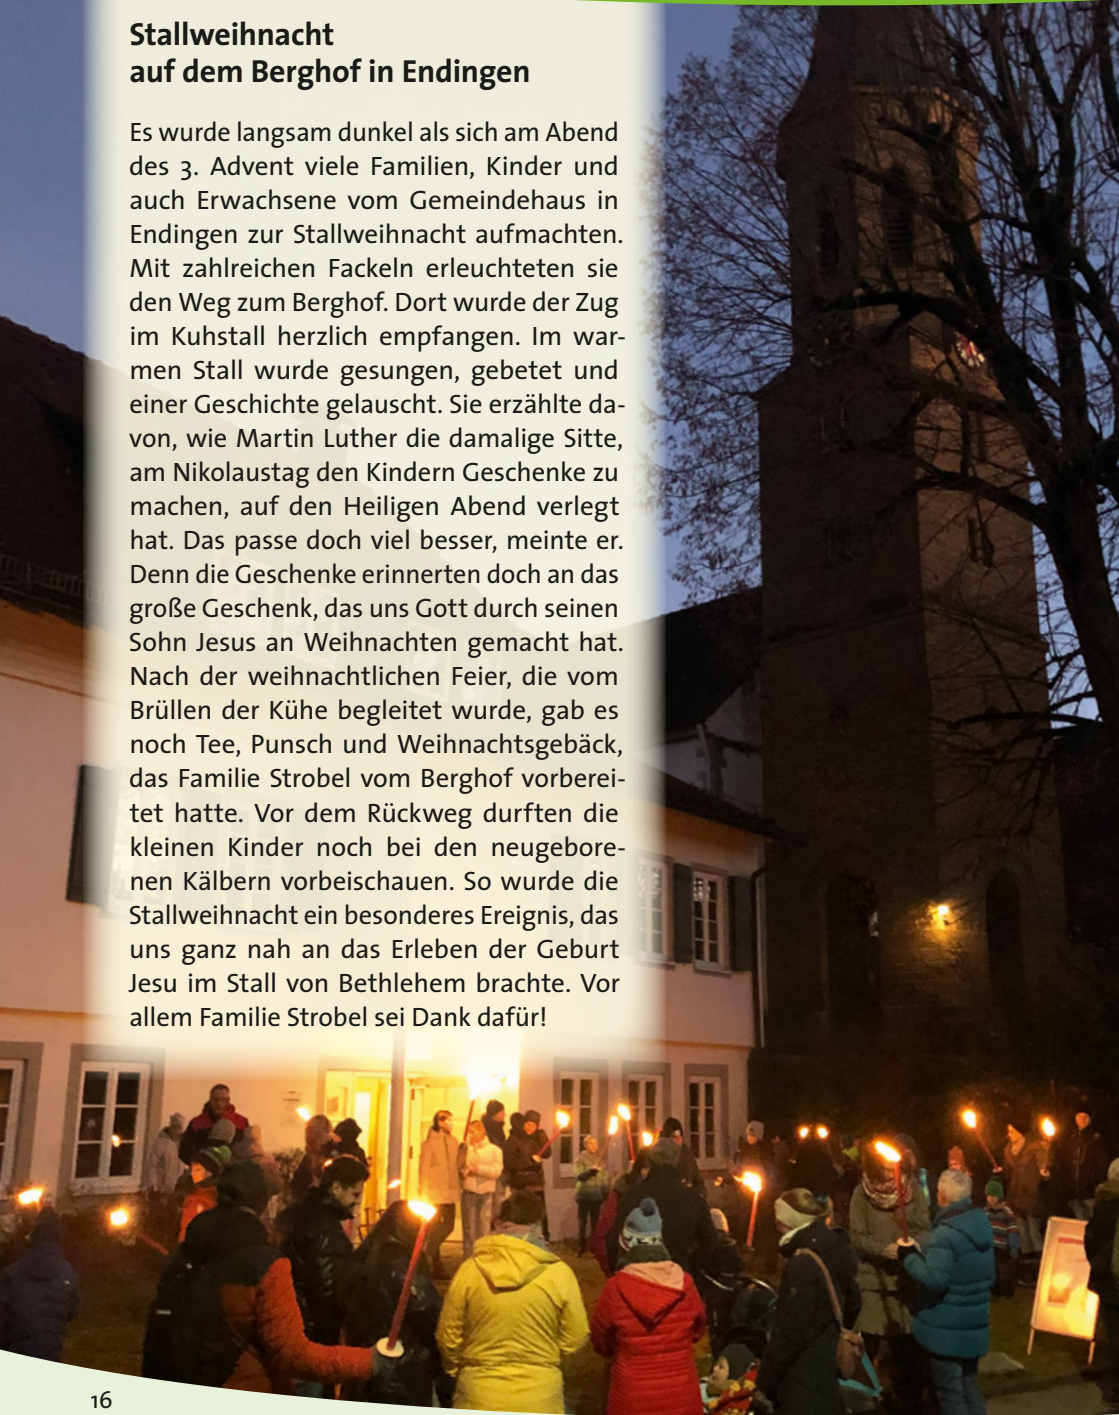 Stallweihnacht
auf dem Berghof in Endingen
Es wurde langsam dunkel als sich am Abend
des 3. Advent viele Familien, Kinder und
auch Erwachsene vom Gemeindehaus in
Endingen zur Stallweihnacht aufmachten.
Mit zahlreichen Fackeln erleuchteten sie
den Weg zum Berghof. Dort wurde der Zug
im Kuhstall herzlich empfangen. Im war-
men Stall wurde gesungen, gebetet und
einer Geschichte gelauscht. Sie erzählte da-
von, wie Martin Luther die damalige Sitte,
am Nikolaustag den Kindern Geschenke zu
machen, auf den Heiligen Abend verlegt
hat. Das passe doch viel besser, meinte er.
Denn die Geschenke erinnerten doch an das
große Geschenk, das uns Gott durch seinen
Sohn Jesus an Weihnachten gemacht hat.
Nach der weihnachtlichen Feier, die vom
Brüllen der Kühe begleitet wurde, gab es
noch Tee, Punsch und Weihnachtsgebäck,
das Familie Strobel vom Berghof vorberei-
tet hatte. Vor dem Rückweg durften die
kleinen Kinder noch bei den neugebore-
nen Kälbern vorbeischauen. So wurde die
Stallweihnacht ein besonderes Ereignis, das
uns ganz nah an das Erleben der Geburt
Jesu im Stall von Bethlehem brachte. Vor
allem Familie Strobel sei Dank dafür!
16